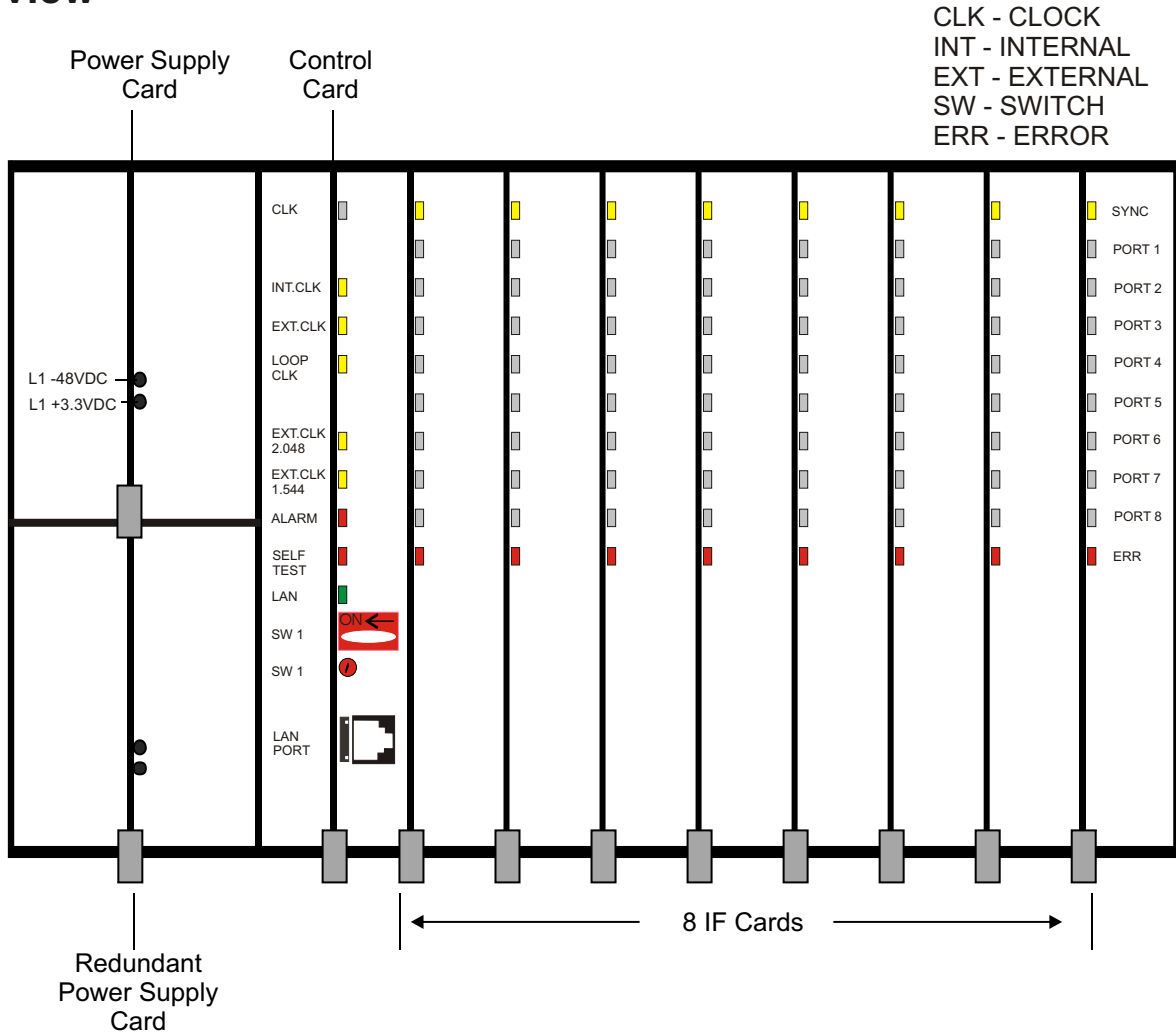 CLK - CLOCK
INT - INTERNAL
EXT - EXTERNAL
SW - SWITCH
ERR - ERROR
Power Supply
Card
Control
Card
CLK
INT.CLK
EXT.CLK
LOOP
CLK
EXT.CLK
2.048
EXT.CLK
1.544
ALARM
SELF
TEST
LAN
SW 1
ON
SW 1
LAN
PORT
L1 -48VDC
L1 +3.3VDC
SYNC
PORT 1
PORT 2
PORT 3
PORT 4
PORT 5
PORT 6
PORT 7
PORT 8
ERR
8 IF Cards
Redundant
Power Supply
Card